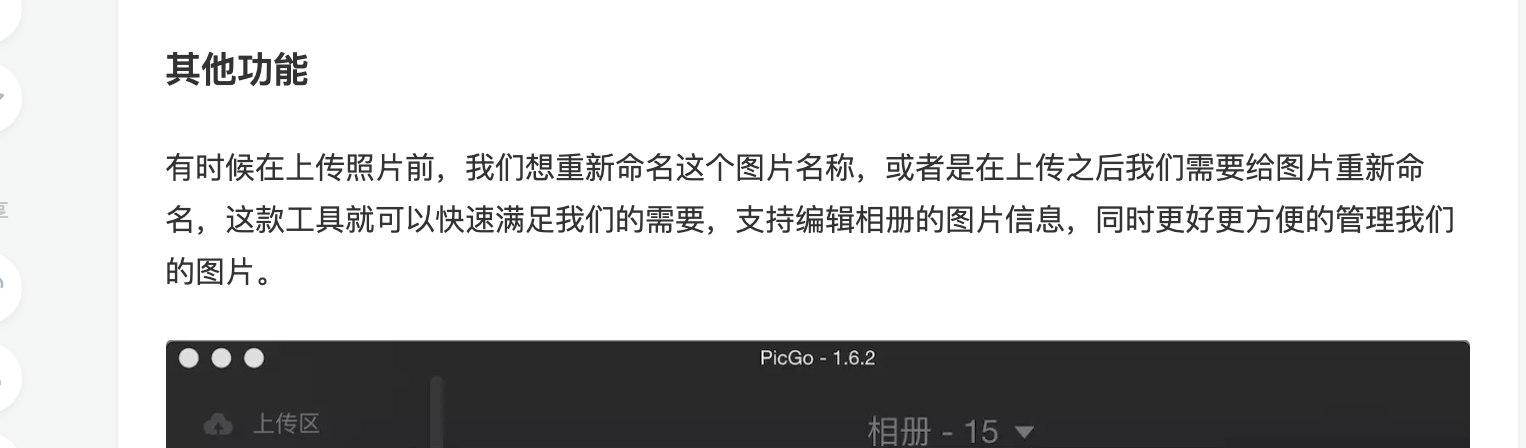 其他功能
有时候在上传照片前，我们想重新命名这个图片名称，或者是在上传之后我们需要给图片重新命
名，这款工具就可以快速满足我们的需要，支持编辑相册的图片信息，同时更好更方便的管理我们
的图片。
PicGo - 1.6.2
上传区
相册 - 15